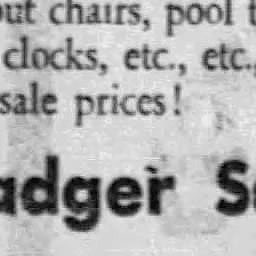 out chairs, pool t
clocks, etc., etc.,
sale prices!
adger S